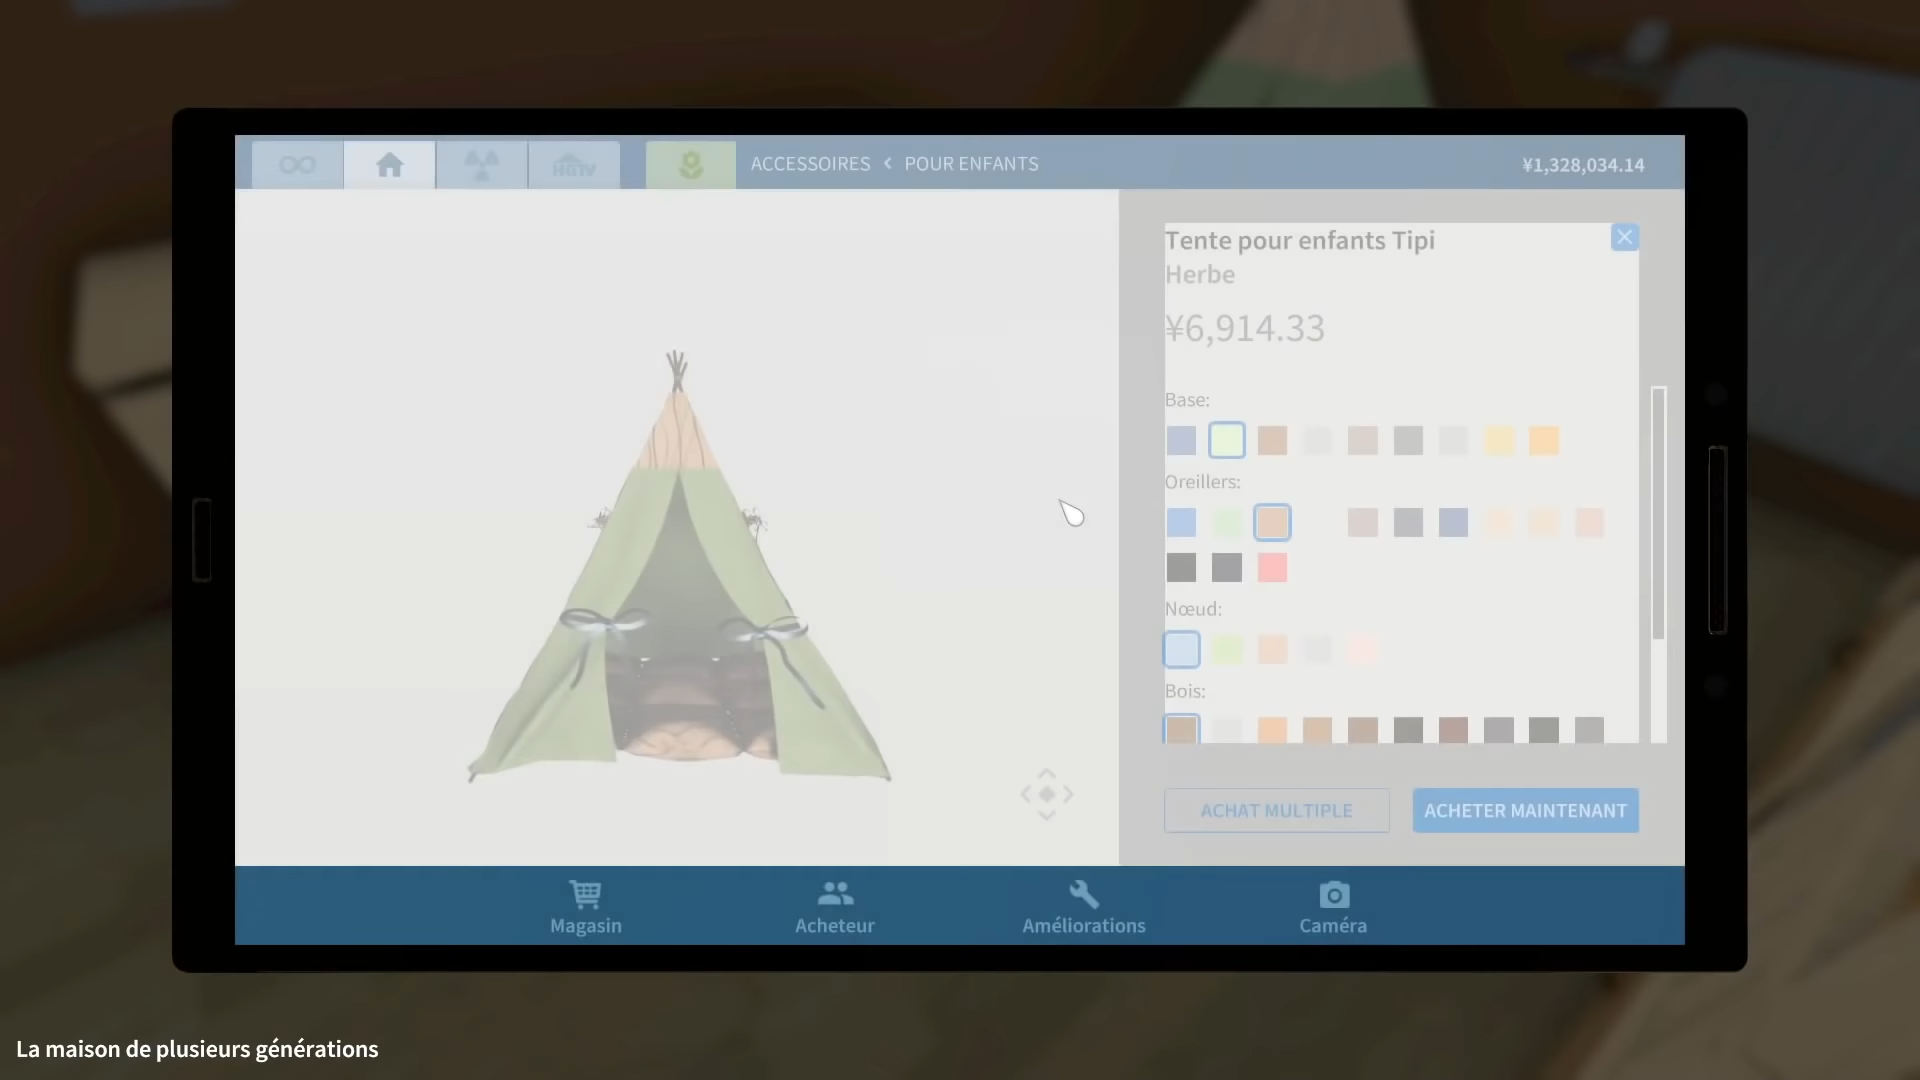 HGTV
ACCESSOIRES < POUR ENFANTS
¥1,328,034.14
Tente pour enfants Tipi
Herbe
¥6,914.33
Base:
Oreillers:
Nœud:
Bois:
ACHAT MULTIPLE
ACHETER MAINTENANT
Magasin
Acheteur
Améliorations
Caméra
La maison de plusieurs générations